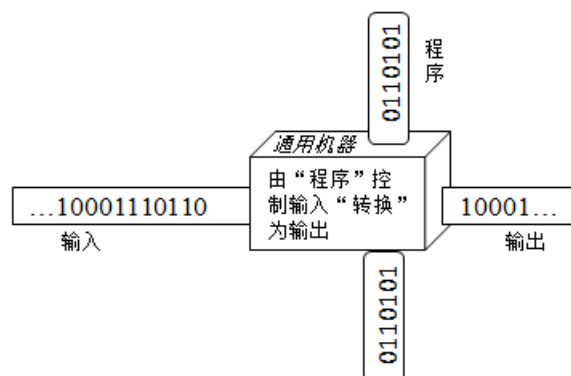 0110101
程序
通用机器
由“程序”控
制输入“转换”
为输出
…10001110110
输入
10001…
输出
0110101